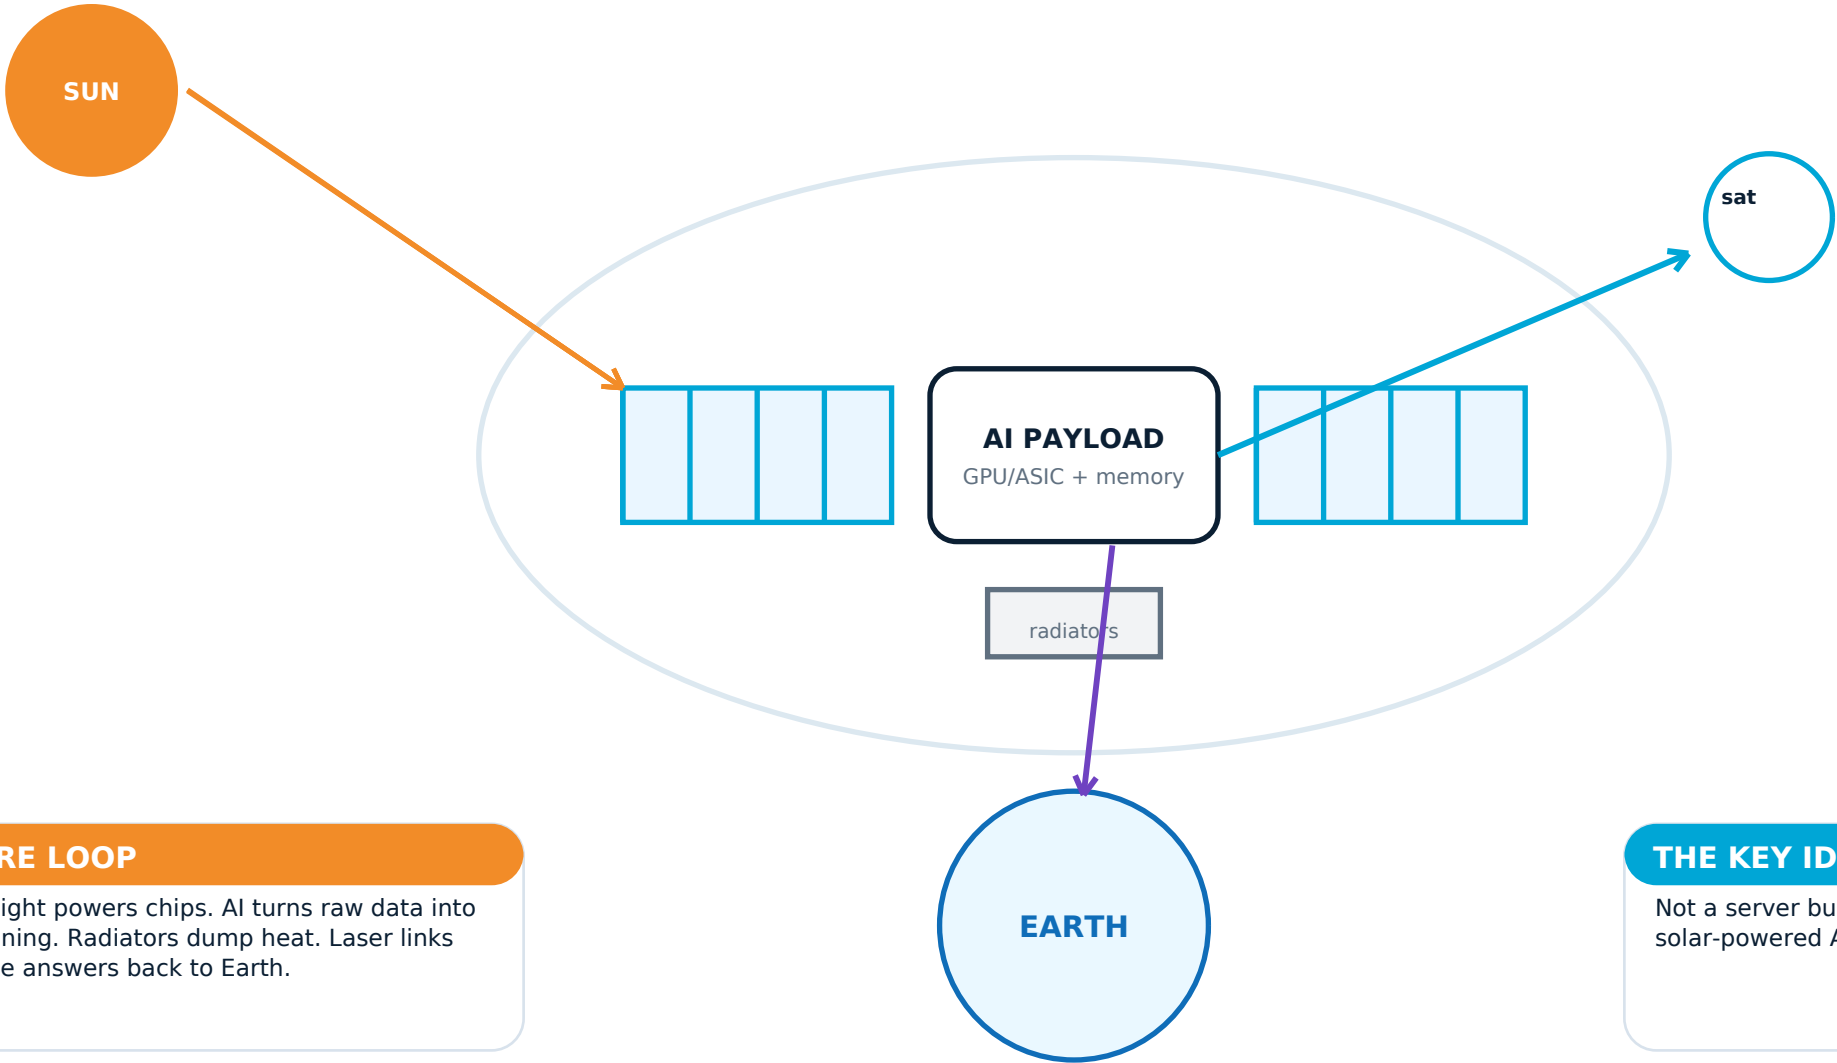 SUN
sat
AI PAYLOAD
GPU/ASIC + memory
radiators
EARTH
RE LOOP
ight powers chips. AI turns raw data into
ning. Radiators dump heat. Laser links
e answers back to Earth.
THE KEY ID
Not a server bu
solar-powered A